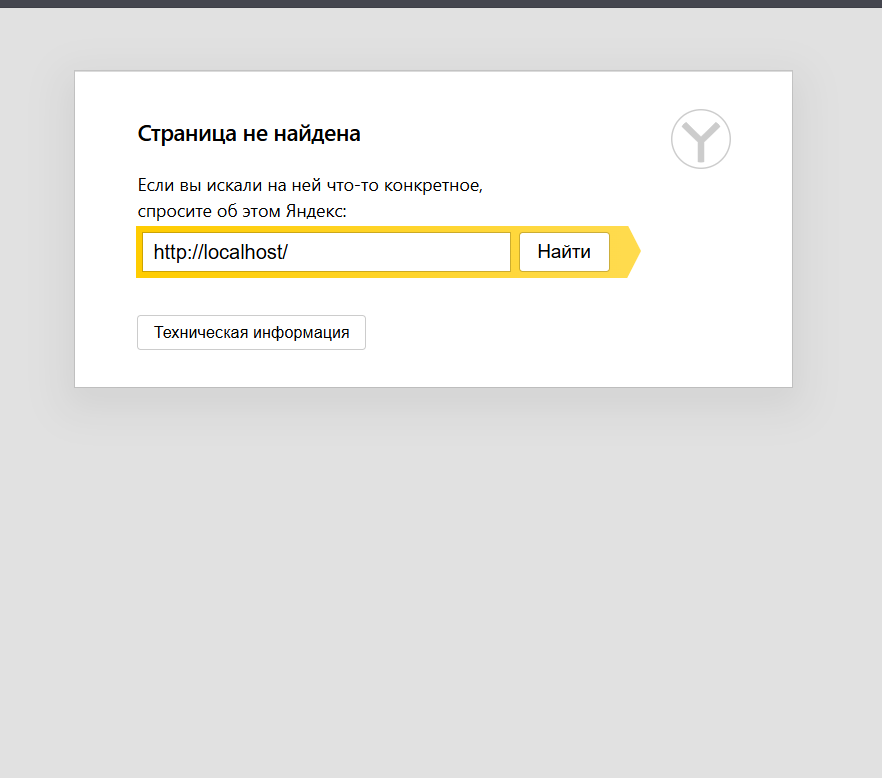 Страница не найдена
Если вы искали на ней что-то конкретное,
спросите об этом Яндекс:
http://localhost/
Найти
Техническая информация